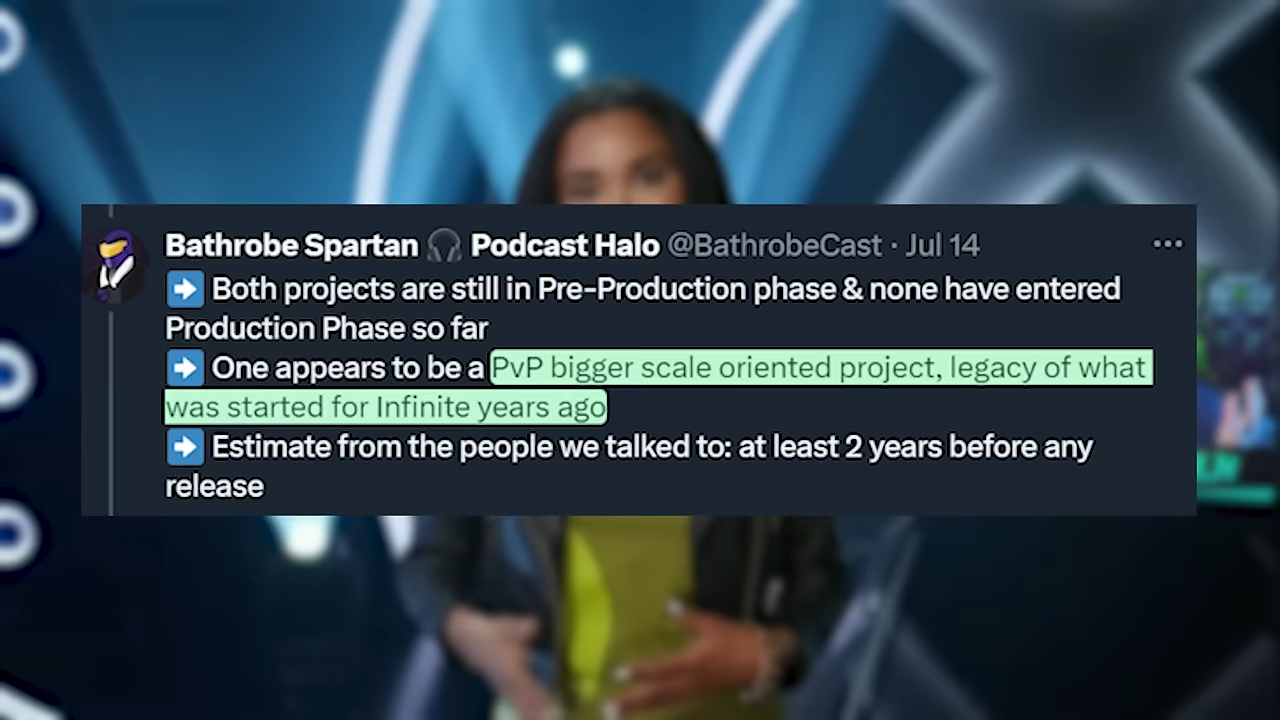 Bathrobe Spartan 🎧 Podcast Halo @BathrobeCast · Jul 14
➡️ Both projects are still in Pre-Production phase & none have entered
Production Phase so far
➡️ One appears to be a PvP bigger scale oriented project, legacy of what
was started for Infinite years ago
➡️ Estimate from the people we talked to: at least 2 years before any
release